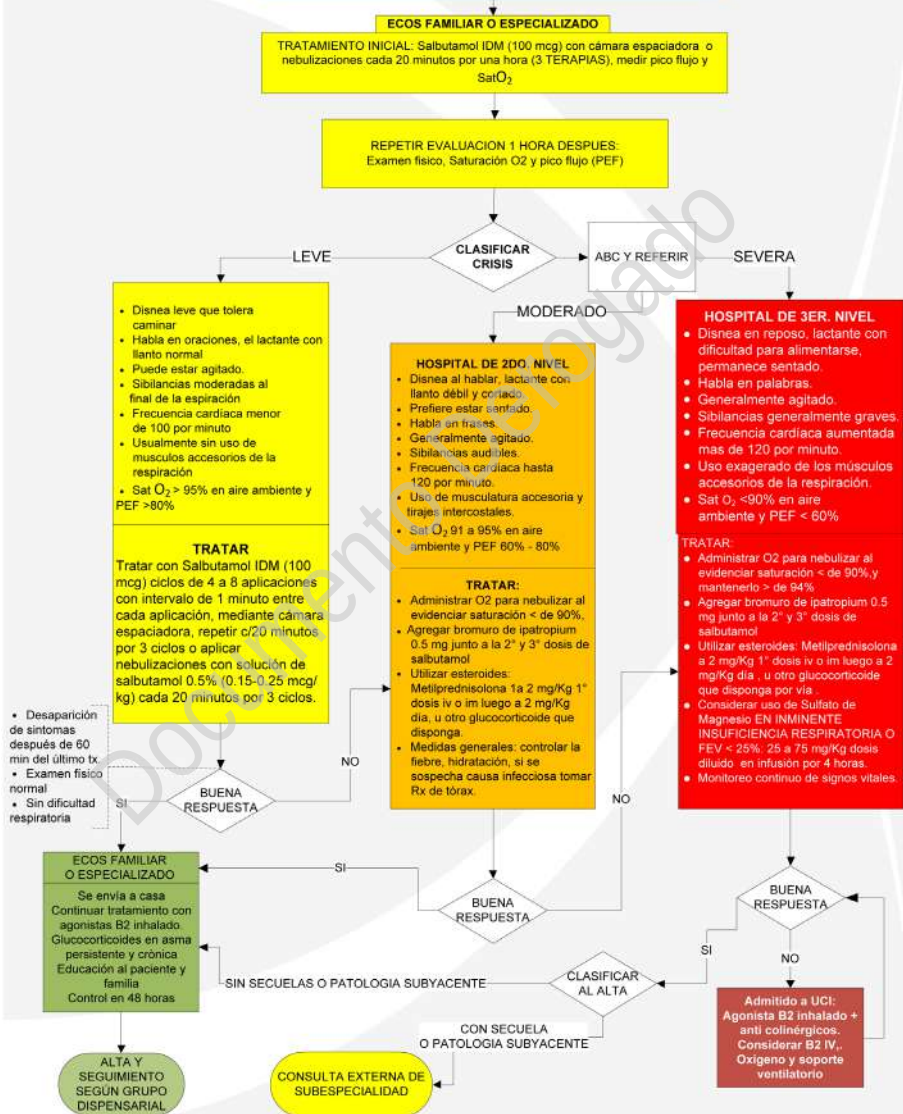 ECOS FAMILIAR O ESPECIALIZADO
TRATAMIENTO INICIAL: Salbutamol IDM (100 mcg) con cámara espaciadora o
nebulizaciones cada 20 minutos por una hora (3 TERAPIAS), medir pico flujo y
SatO2
REPETIR EVALUACION 1 HORA DESPUES:
Examen físico, Saturación O2 y pico flujo (PEF)
CLASIFICAR
CRISIS
LEVE
ABC Y REFERIR
SEVERA
MODERADO
• Disnea leve que tolera
caminar
• Habla en oraciones, el lactante con
llanto normal
• Puede estar agitado.
• Sibilancias moderadas al
final de la espiración
• Frecuencia cardíaca menor
de 100 por minuto
• Usualmente sin uso de
musculos accesorios de la
respiración
• Sat O2 > 95% en aire ambiente y
PEF >80%
TRATAR
Tratar con Salbutamol IDM (100
mcg) ciclos de 4 a 8 aplicaciones
con intervalo de 1 minuto entre
cada aplicación, mediante cámara
espaciadora, repetir c/20 minutos
por 3 ciclos o aplicar
nebulizaciones con solución de
salbutamol 0.5% (0.15-0.25 mcg/
kg) cada 20 minutos por 3 ciclos.
HOSPITAL DE 2DO. NIVEL
• Disnea al hablar, lactante con
llanto débil y cortado.
• Prefiere estar sentado.
• Habla en frases.
• Generalmente agitado.
• Sibilancias audibles.
• Frecuencia cardíaca hasta
120 por minuto.
• Uso de musculatura accesoria y
tirajes intercostales.
• Sat O2 91 a 95% en aire
ambiente y PEF 60% - 80%
TRATAR:
• Administrar O2 para nebulizar al
evidenciar saturación < de 90%,
• Agregar bromuro de ipatropium
0.5 mg junto a la 2° y 3° dosis de
salbutamol
• Utilizar esteroides:
Metilprednisolona 1a 2 mg/Kg 1°
dosis iv o im luego a 2 mg/Kg
día, u otro glucocorticoide que
disponga.
• Medidas generales: controlar la
fiebre, hidratación, si se
sospecha causa infecciosa tomar
Rx de tórax.
HOSPITAL DE 3ER. NIVEL
• Disnea en reposo, lactante con
dificultad para alimentarse,
permanece sentado.
• Habla en palabras.
• Generalmente agitado.
• Sibilancias generalmente graves.
• Frecuencia cardíaca aumentada
mas de 120 por minuto.
• Uso exagerado de los músculos
accesorios de la respiración.
• Sat O2 <90% en aire
ambiente y PEF < 60%
TRATAR:
• Administrar O2 para nebulizar al
evidenciar saturación < de 90%,y
mantenerlo > de 94%
• Agregar bromuro de ipatropium 0.5
mg junto a la 2° y 3° dosis de
salbutamol
• Utilizar esteroides: Metilprednisolona
a 2 mg/Kg 1° dosis iv o im luego a 2
mg/Kg día , u otro glucocorticoide
que disponga por vía .
• Considerar uso de Sulfato de
Magnesio EN INMINENTE
INSUFICIENCIA RESPIRATORIA O
FEV < 25%: 25 a 75 mg/Kg dosis
diluido en infusión por 4 horas.
• Monitoreo continuo de signos vitales.
• Desaparición
de sintomas
después de 60
min del último tx
• Examen físico
normal
• Sin dificultad
respiratoria
BUENA
RESPUESTA
SI
NO
BUENA
RESPUESTA
SI
NO
BUENA
RESPUESTA
SI
NO
ECOS FAMILIAR
O ESPECIALIZADO
Se envía a casa
Continuar tratamiento con
agonistas B2 inhalado.
Glucocorticoides en asma
persistente y crònica
Educación al paciente y
familia
Control en 48 horas
SIN SECUELAS O PATOLOGIA SUBYACENTE
CLASIFICAR
AL ALTA
CON SECUELA
O PATOLOGIA SUBYACENTE
Admitido a UCI:
Agonista B2 inhalado +
anti colinérgicos.
Considerar B2 IV,.
Oxigeno y soporte
ventilatorio
ALTA Y
SEGUIMIENTO
SEGÚN GRUPO
DISPENSARIAL
CONSULTA EXTERNA DE
SUBESPECIALIDAD
Documento Derogado